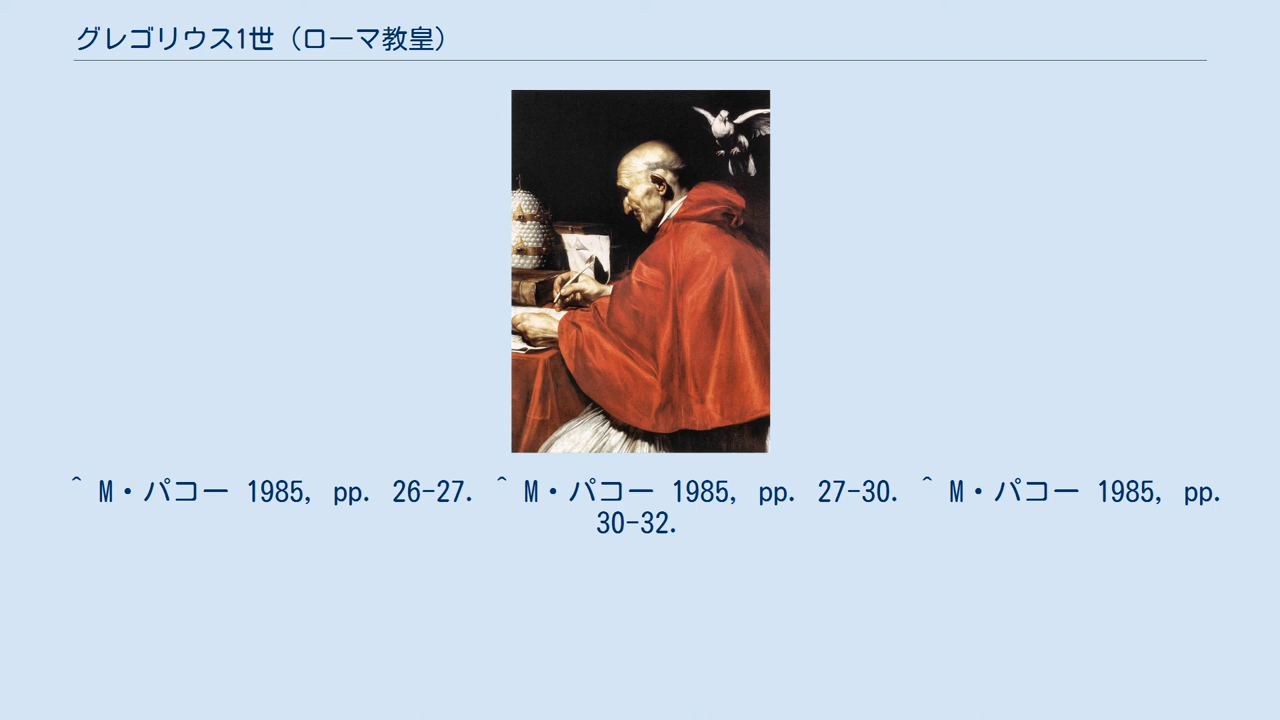 グレゴリウス1世（ローマ教皇）
^ M・パコー 1985, pp. 26-27. ^ M・パコー 1985, pp. 27-30. ^ M・パコー 1985, pp.
30-32.